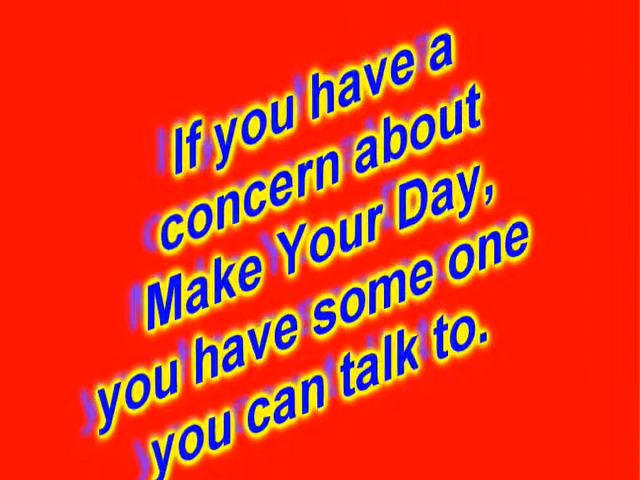 If you have a
concern about
Make Your Day,
you have some one
you can talk to.